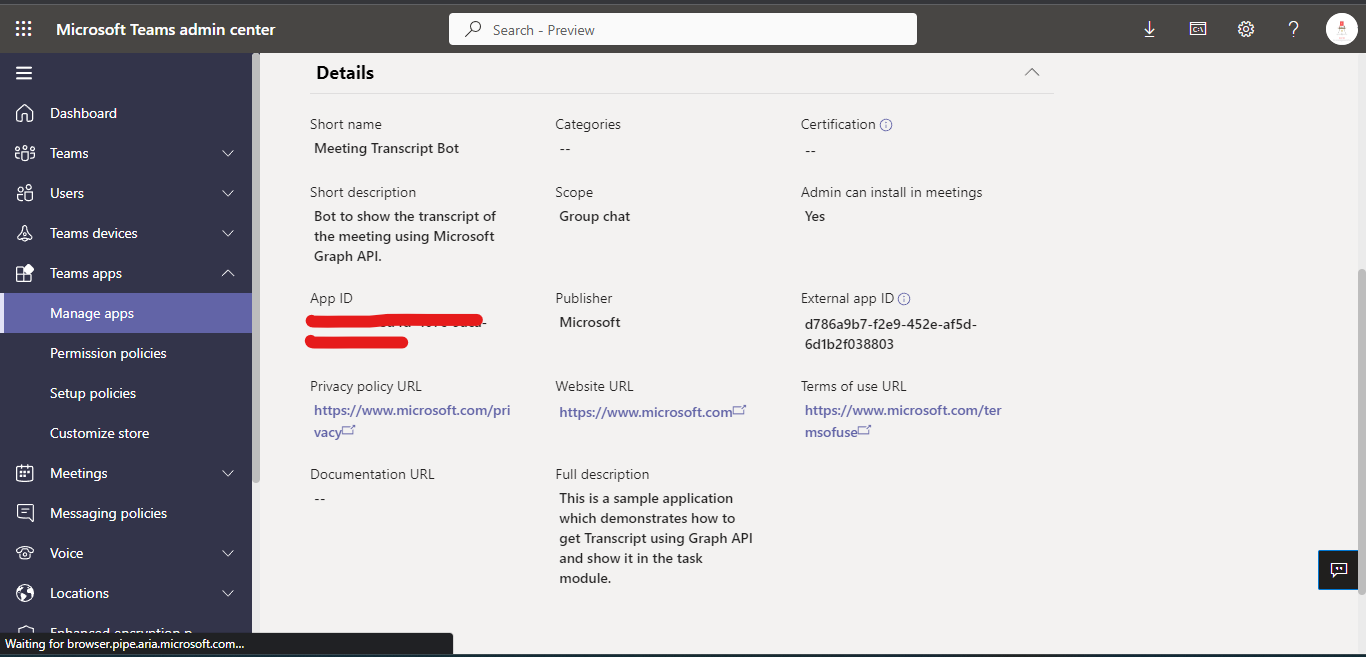 Microsoft Teams admin center
Search - Preview
Details
Dashboard
Teams
Users
Teams devices
Teams apps
Manage apps
Permission policies
Setup policies
Customize store
Meetings
Messaging policies
Voice
Locations
Short name
Meeting Transcript Bot
Categories
--
Certification
--
Short description
Bot to show the transcript of
the meeting using Microsoft
Graph API.
Scope
Group chat
Admin can install in meetings
Yes
App ID
Publisher
Microsoft
External app ID
d786a9b7-f2e9-452e-af5d-
6d1b2f038803
Privacy policy URL
https://www.microsoft.com/pri
vacy
Website URL
https://www.microsoft.com
Terms of use URL
https://www.microsoft.com/ter
msofuse
Documentation URL
--
Full description
This is a sample application
which demonstrates how to
get Transcript using Graph API
and show it in the task
module.
Waiting for browser.pipe.aria.microsoft.com...